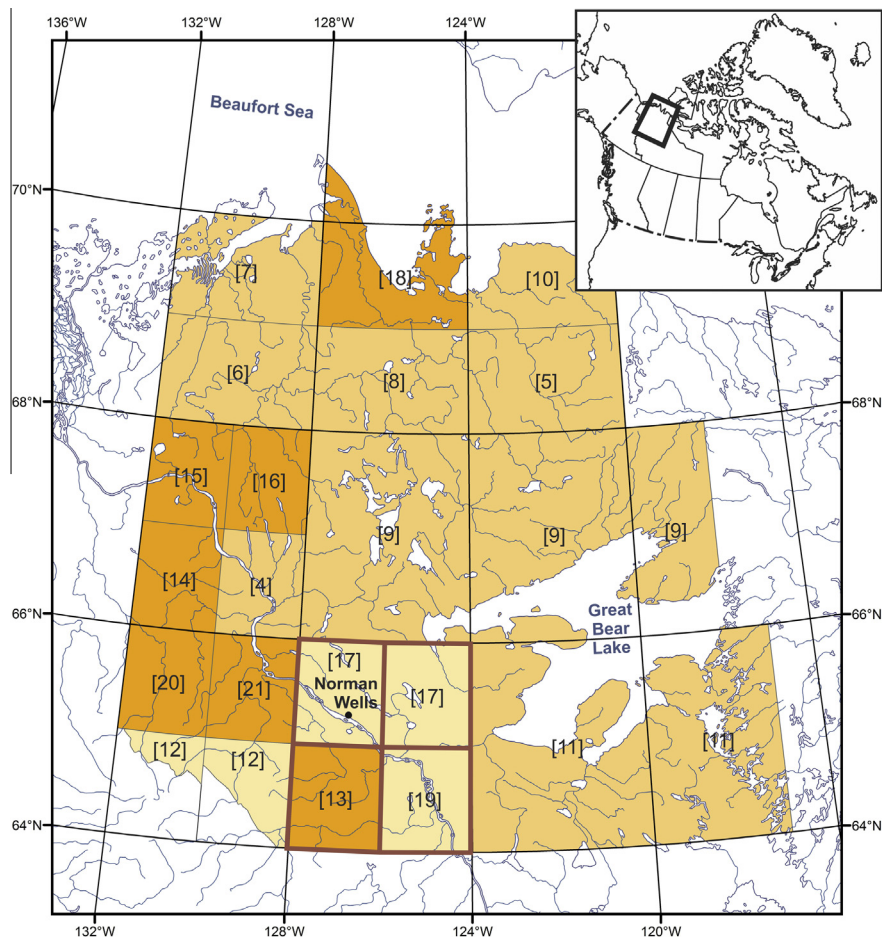 136°W
132°W
128°W
124°W
Beaufort Sea
70°N
[7]
[18]
[10]
[6]
[8]
[5]
68°N
68°N
[15]
[16]
[9]
[9]
[9]
[14]
[4]
66°N
66°N
Great
Bear
Lake
[17]
[20]
[21]
Norman
Wells
[17]
[12]
[12]
[11]
[11]
[13]
[19]
64°N
64°N
132°W
128°W
124°W
120°W